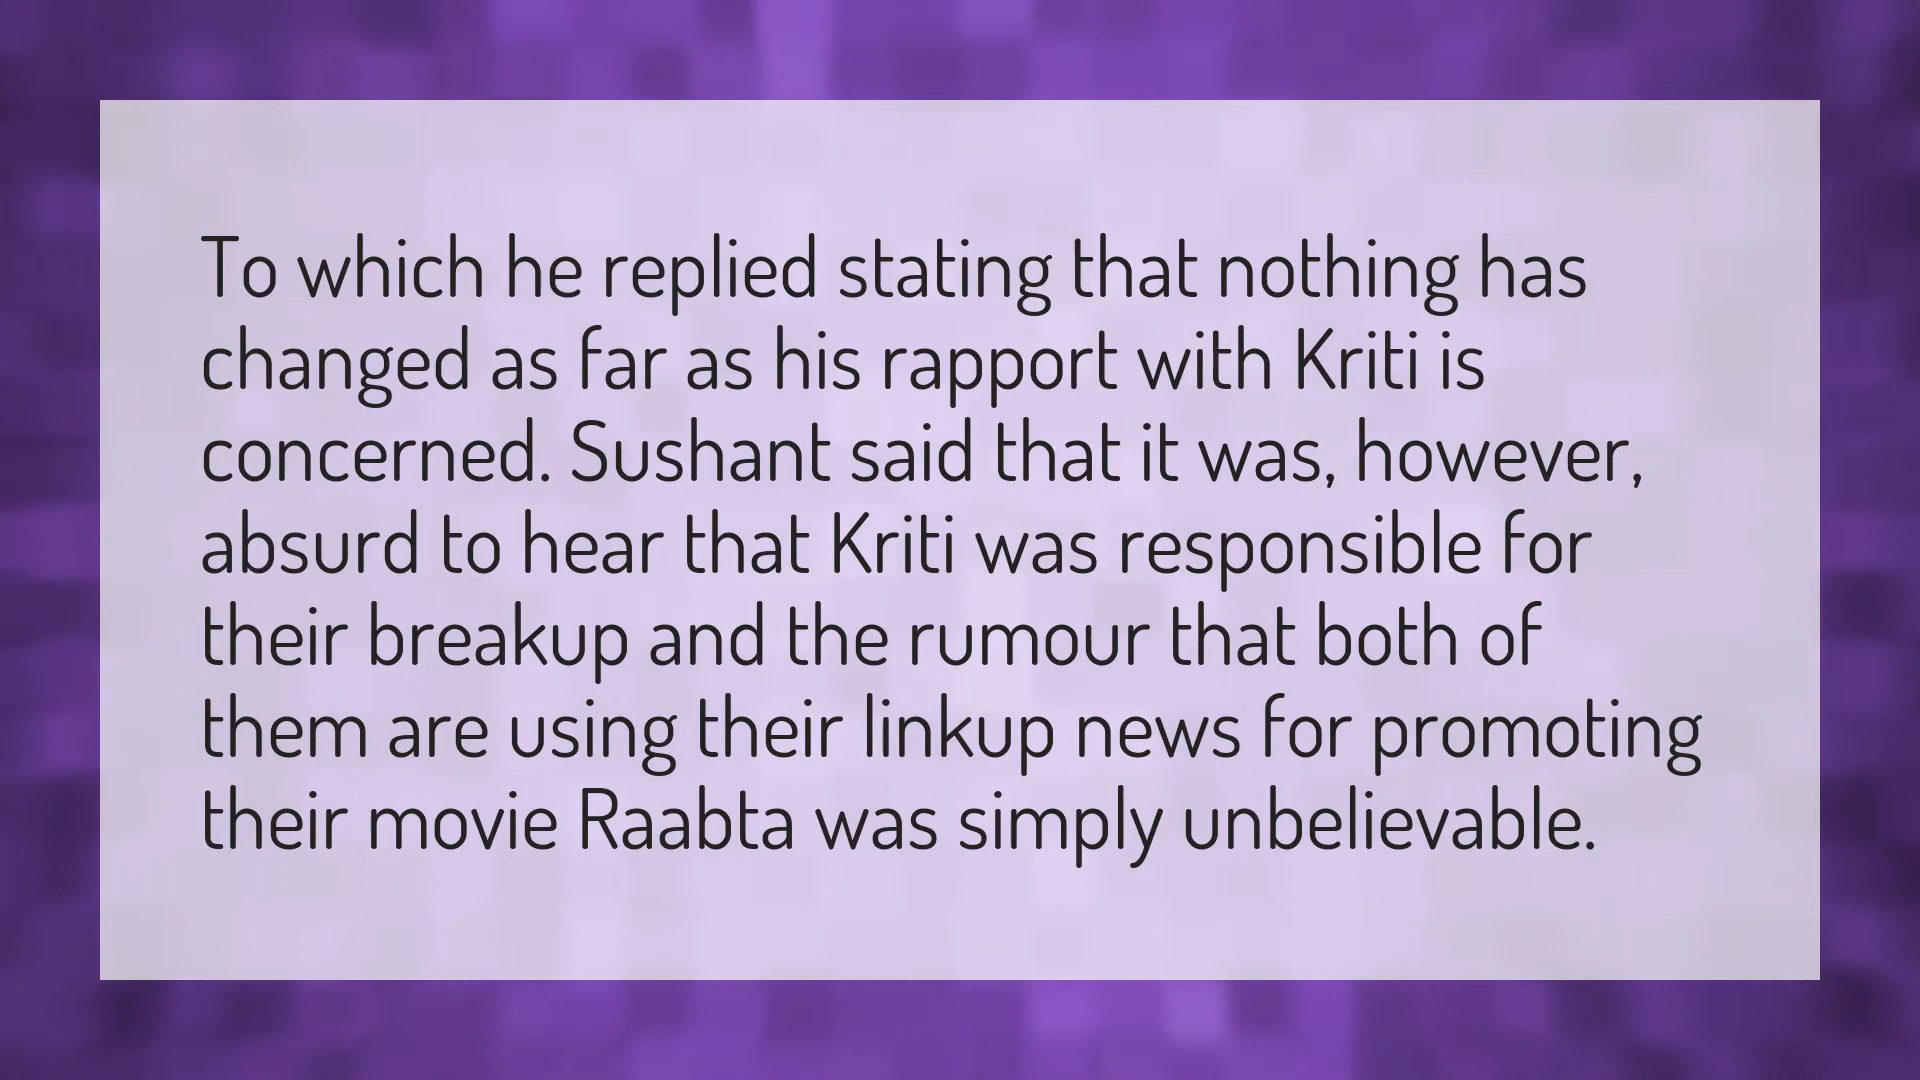 To which he replied stating that nothing has
changed as far as his rapport with Kriti is
concerned. Sushant said that it was, however,
absurd to hear that Kriti was responsible for
their breakup and the rumour that both of
them are using their linkup news for promoting
their movie Raabta was simply unbelievable.